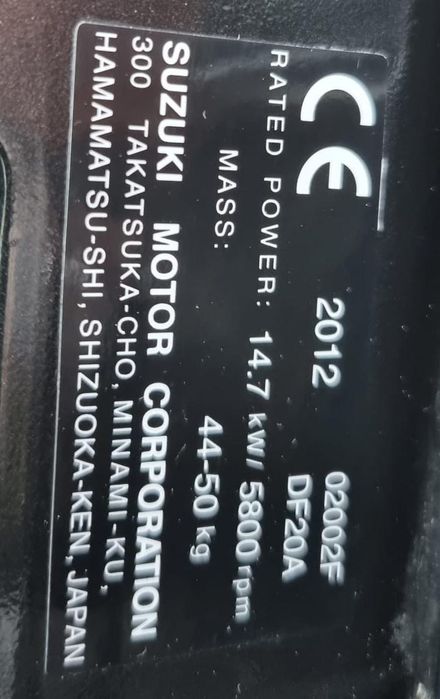 CE 2012 02002F
DF20A
RATED POWER: 14.7 kW/ 5800 rpm
MASS: 44-50 kg
SUZUKI MOTOR CORPORATION
300 TAKATSUKA-CHO, MINAMI-KU,
HAMAMATSU-SHI, SHIZUOKA-KEN, JAPAN